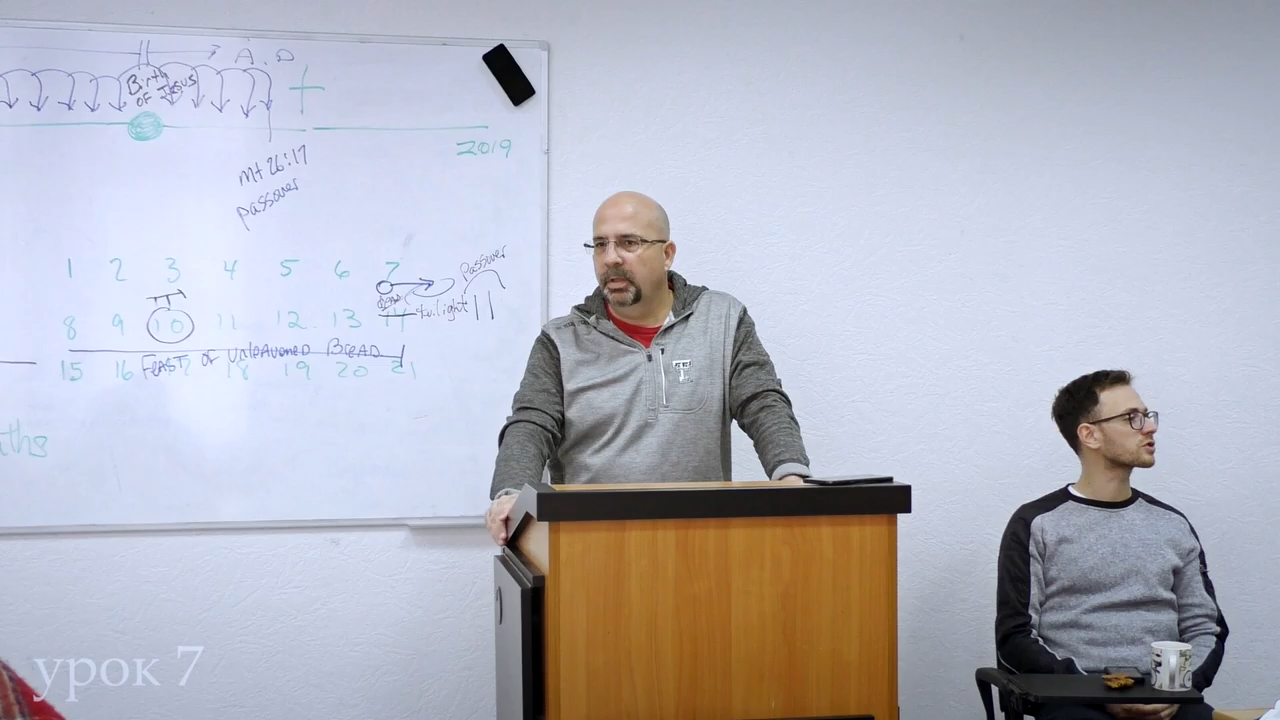 A.D
Birth
of Jesus
2019
mt 26:17
passover
1 2 3 4 5 6 7
passover
twilight
8 9 10 11 12 13 14
FEAST OF UNLEAVENED BREAD
15 16 17 18 19 20 21
ths
урок 7